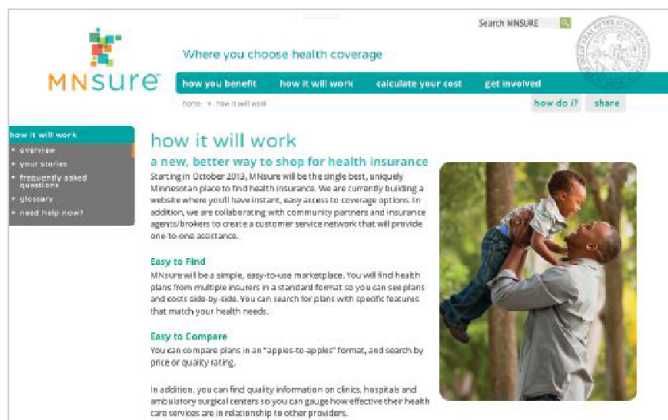 Search MNSURE
Where you choose health coverage
MNsure
how you benefit how it will work calculate your cost get involved
home how it will work
how do i? share
how it will work
overview
your stories
frequently asked
questions
glossary
need help now?
how it will work
a new, better way to shop for health insurance
Starting in October 2013, MNsure will be the single best, uniquely
Minnesotan place to find health insurance. We are currently building a
website where you'll have instant, easy access to coverage options. In
addition, we are collaborating with community partners and insurance
agents/brokers to create a customer service network that will provide
one-to-one assistance.
Easy to Find
MNsure will be a simple, easy-to-use marketplace. You will find health
plans from multiple insurers in a standard format so you can see plans
and costs side-by-side. You can search for plans with specific features
that match your health needs.
Easy to Compare
You can compare plans in an "apples-to-apples" format, and search by
price or quality rating.
In addition, you can find quality information on clinics, hospitals and
ambulatory surgical centers so you can gauge how effective their health
care services are in relationship to other providers.